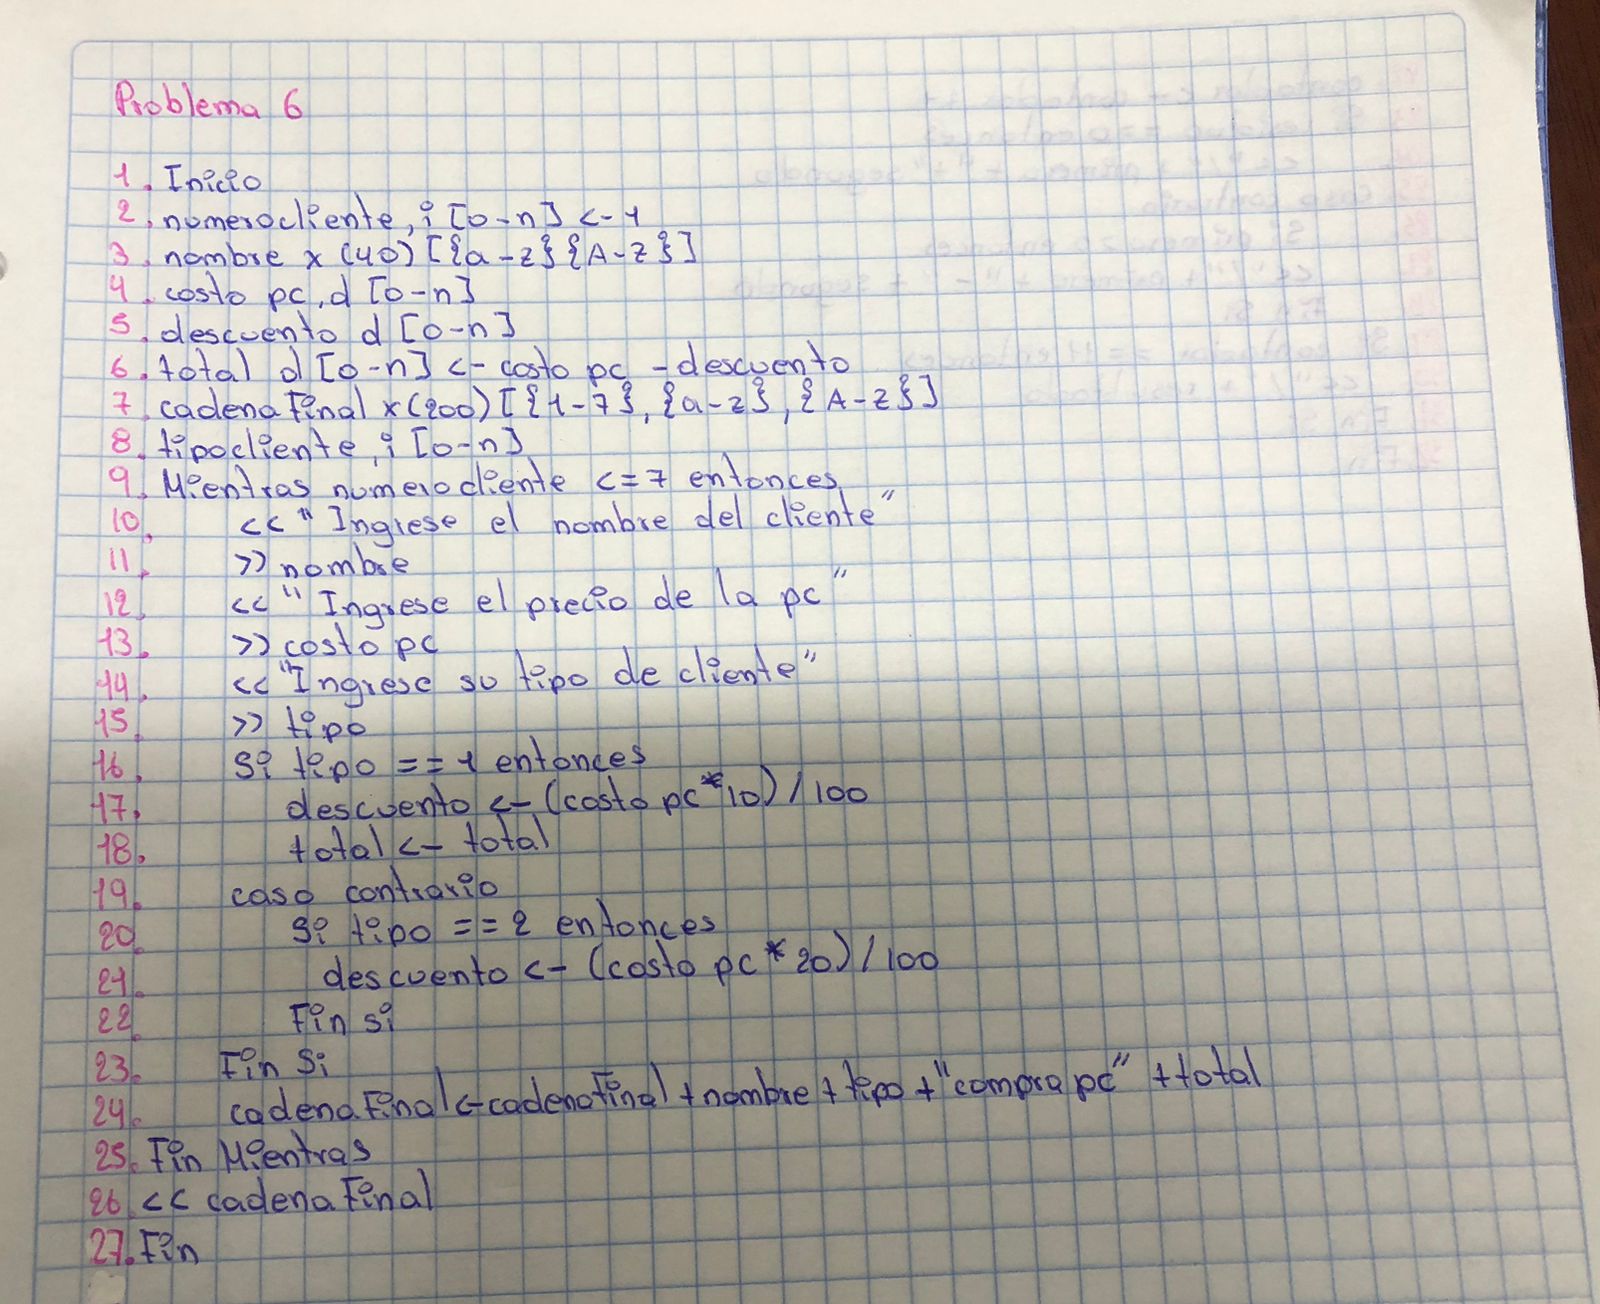 Problema 6
1. Inicio
2. numerocliente, i [0-n] <- 1
3. nombre x (40) [{a-z}{A-Z}]
4. costo pc, d [0-n]
5. descuento d [0-n]
6. total d [0-n] <- costo pc - descuento
7. cadena Final x(200) [{1-7}, {a-z}, {A-Z}]
8. tipocliente, i [0-n]
9. Mientras numerocliente <= 7 entonces
10. << "Ingrese el nombre del cliente"
11. >> nombre
12. << "Ingrese el precio de la pc"
13. >> costo pc
14. << "Ingrese su tipo de cliente"
15. >> tipo
16. Si tipo == 1 entonces
17. descuento <- (costo pc * 10) / 100
18. total <- total
19. caso contrario
20. Si tipo == 2 entonces
21. descuento <- (costo pc * 20) / 100
22. Fin si
23. Fin Si
24. cadena Final <- cadena Final + nombre + tipo + "compra pc" + total
25. Fin Mientras
26. << cadena Final
27. Fin